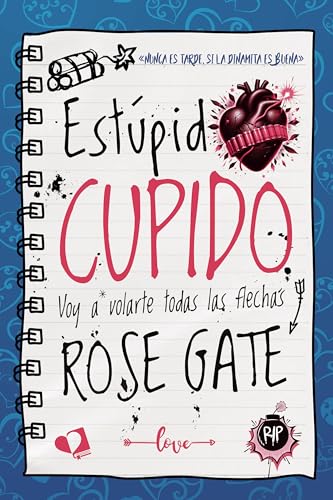 «NUNCA ES TARDE, SI LA DINAMITA ES BUENA»
Estúpido
CUPIDO
Voy a volarte todas las flechas
ROSE GATE
love
RIP